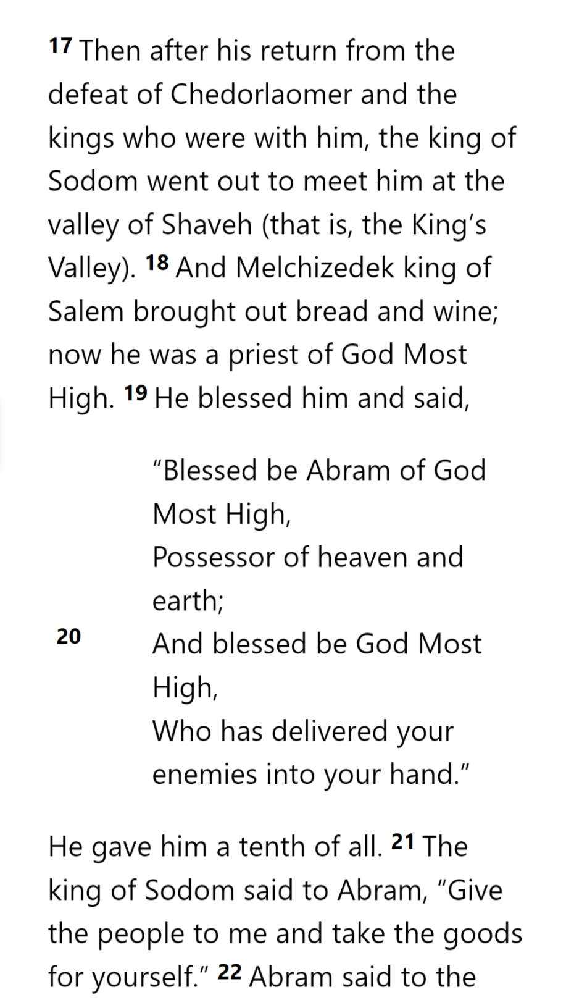 17 Then after his return from the
defeat of Chedorlaomer and the
kings who were with him, the king of
Sodom went out to meet him at the
valley of Shaveh (that is, the King’s
Valley). 18 And Melchizedek king of
Salem brought out bread and wine;
now he was a priest of God Most
High. 19 He blessed him and said,
“Blessed be Abram of God
Most High,
Possessor of heaven and
earth;
20 And blessed be God Most
High,
Who has delivered your
enemies into your hand.”
He gave him a tenth of all. 21 The
king of Sodom said to Abram, “Give
the people to me and take the goods
for yourself.” 22 Abram said to the